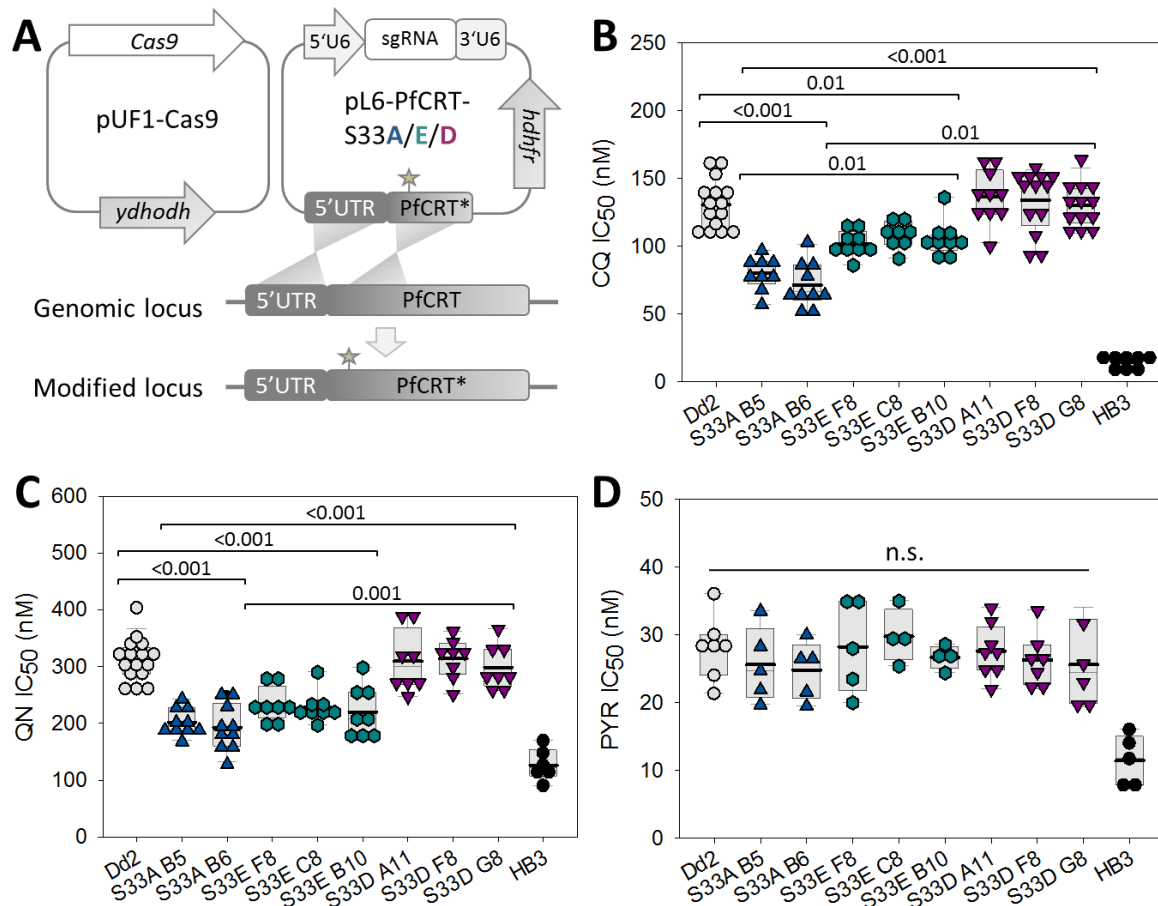 A
Cas9
pUF1-Cas9
ydhodh
5‘U6
sgRNA
3‘U6
pL6-PfCRT-
S33A/E/D
hdhfr
5’UTR
PfCRT*
Genomic locus
5’UTR
PfCRT
Modified locus
5’UTR
PfCRT*
B
CQ IC50 (nM)
250
200
150
100
50
0
<0.001
0.01
<0.001
0.01
0.01
Dd2
S33A B5
S33A B6
S33E F8
S33E C8
S33E B10
S33D A11
S33D F8
S33D G8
HB3
C
QN IC50 (nM)
600
500
400
300
200
100
0
<0.001
<0.001
<0.001
0.001
Dd2
S33A B5
S33A B6
S33E F8
S33E C8
S33E B10
S33D A11
S33D F8
S33D G8
HB3
D
PYR IC50 (nM)
50
40
30
20
10
0
n.s.
Dd2
S33A B5
S33A B6
S33E F8
S33E C8
S33E B10
S33D A11
S33D F8
S33D G8
HB3